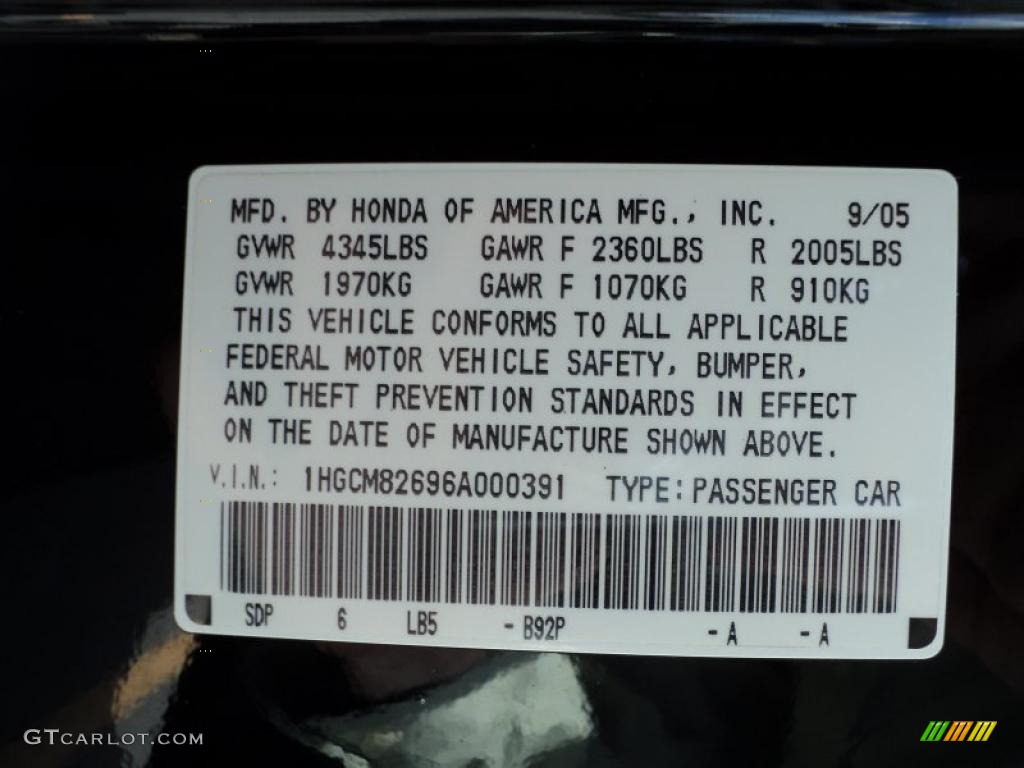 MFD. BY HONDA OF AMERICA MFG., INC. 9/05
GVWR 4345LBS GAWR F 2360LBS R 2005LBS
GVWR 1970KG GAWR F 1070KG R 910KG
THIS VEHICLE CONFORMS TO ALL APPLICABLE
FEDERAL MOTOR VEHICLE SAFETY, BUMPER,
AND THEFT PREVENTION STANDARDS IN EFFECT
ON THE DATE OF MANUFACTURE SHOWN ABOVE.
V.I.N.: 1HGCM82696A000391 TYPE: PASSENGER CAR
SDP 6 LB5 - B92P - A - A
GTCARLOT.COM